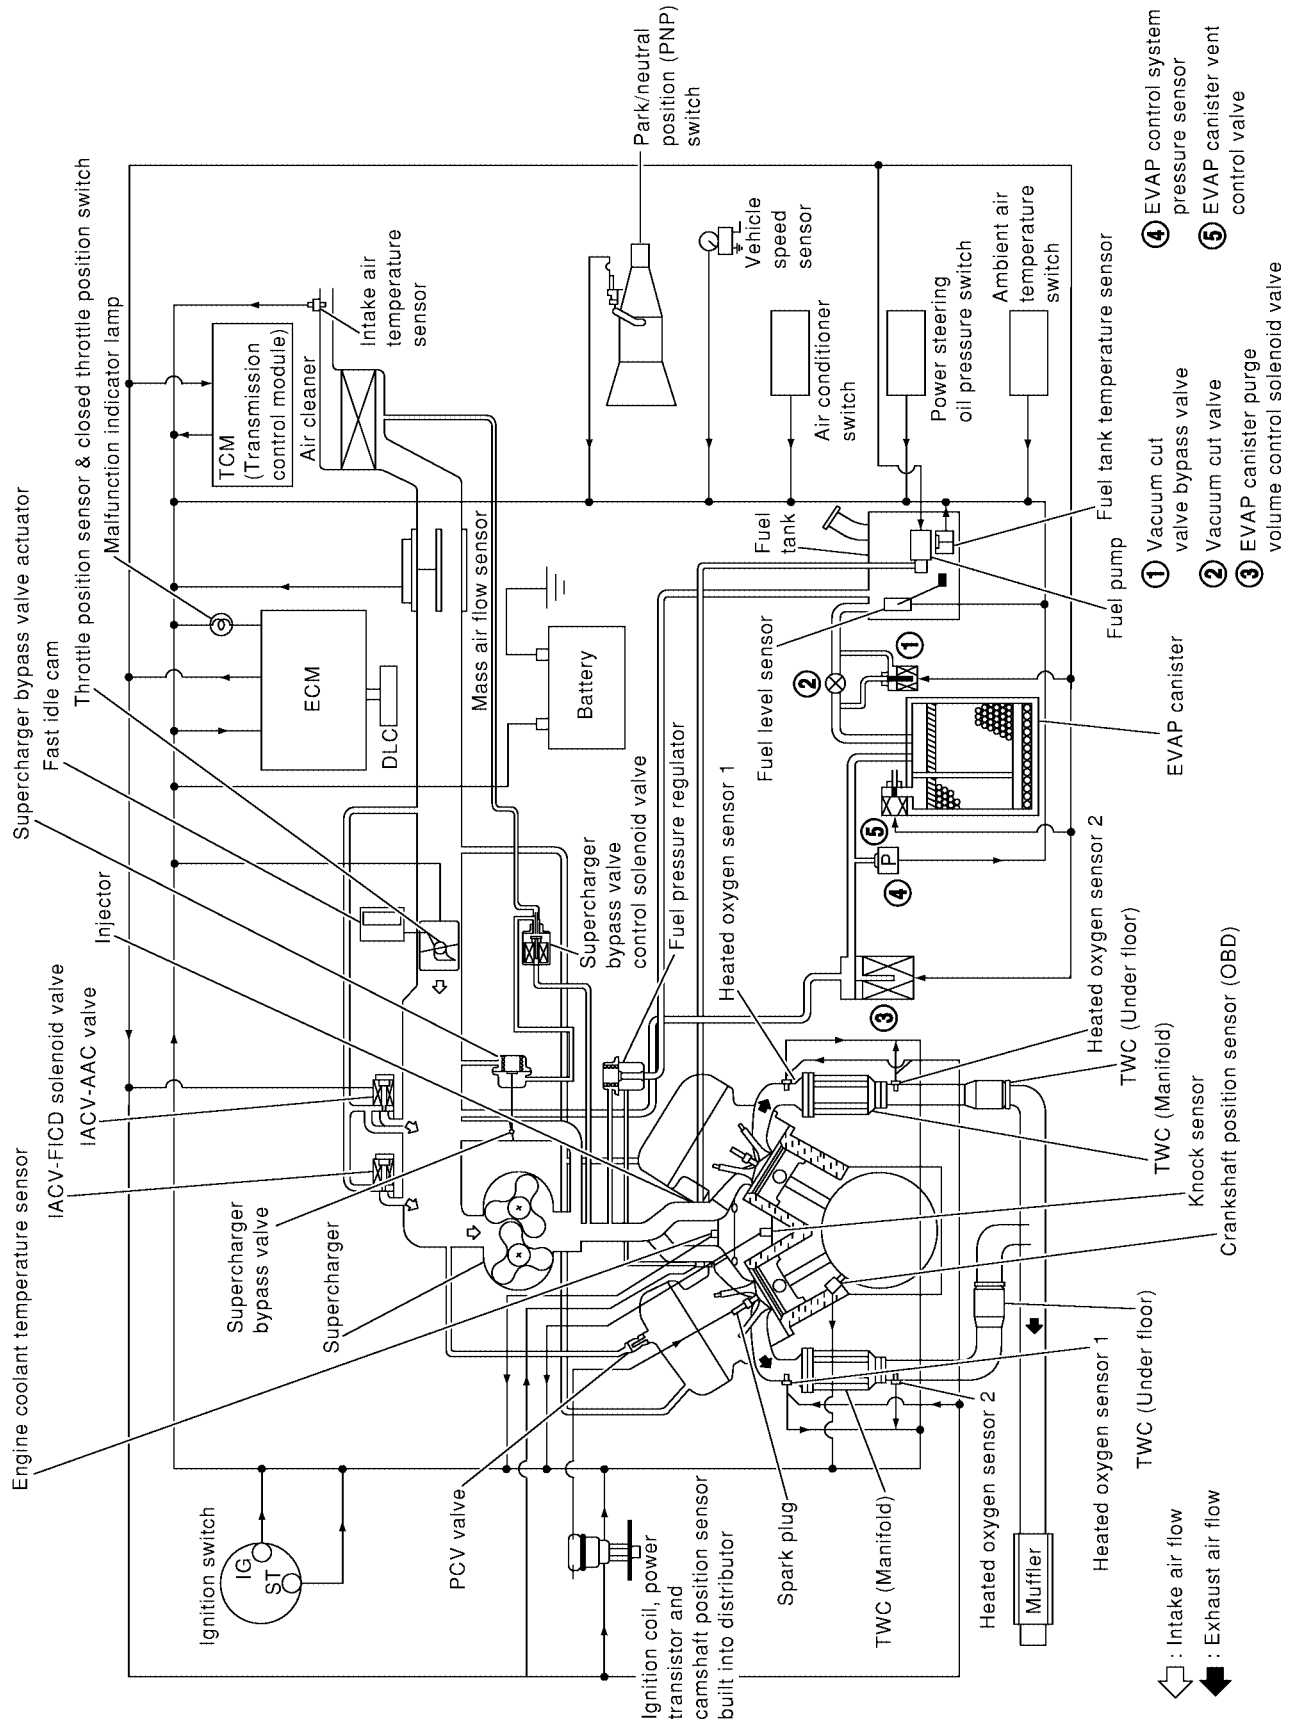 Engine coolant temperature sensor
IACV-FICD solenoid valve
IACV-AAC valve
Injector
Supercharger bypass valve actuator
Fast idle cam
Throttle position sensor & closed throttle position switch
Malfunction indicator lamp
Ignition switch
IG
ST
Supercharger
bypass valve
Supercharger
ECM
DLC
TCM
(Transmission
control module)
Air cleaner
Intake air
temperature
sensor
Mass air flow sensor
Battery
PCV valve
Ignition coil, power
transistor and
camshaft position sensor
built into distributor
Supercharger
bypass valve
control solenoid valve
Fuel pressure regulator
Heated oxygen sensor 1
Park/neutral
position (PNP)
switch
Vehicle
speed
sensor
Air conditioner
switch
Power steering
oil pressure switch
Ambient air
temperature
switch
Fuel
tank
Fuel level sensor
Fuel pump
Fuel tank temperature sensor
1
2
3
4
5
P
EVAP canister
Spark plug
TWC (Manifold)
Heated oxygen sensor 2
Heated oxygen sensor 1
TWC (Under floor)
Muffler
Heated oxygen sensor 2
TWC (Under floor)
TWC (Manifold)
Knock sensor
Crankshaft position sensor (OBD)
: Intake air flow
: Exhaust air flow
1 Vacuum cut
valve bypass valve
2 Vacuum cut valve
3 EVAP canister purge
volume control solenoid valve
4 EVAP control system
pressure sensor
5 EVAP canister vent
control valve